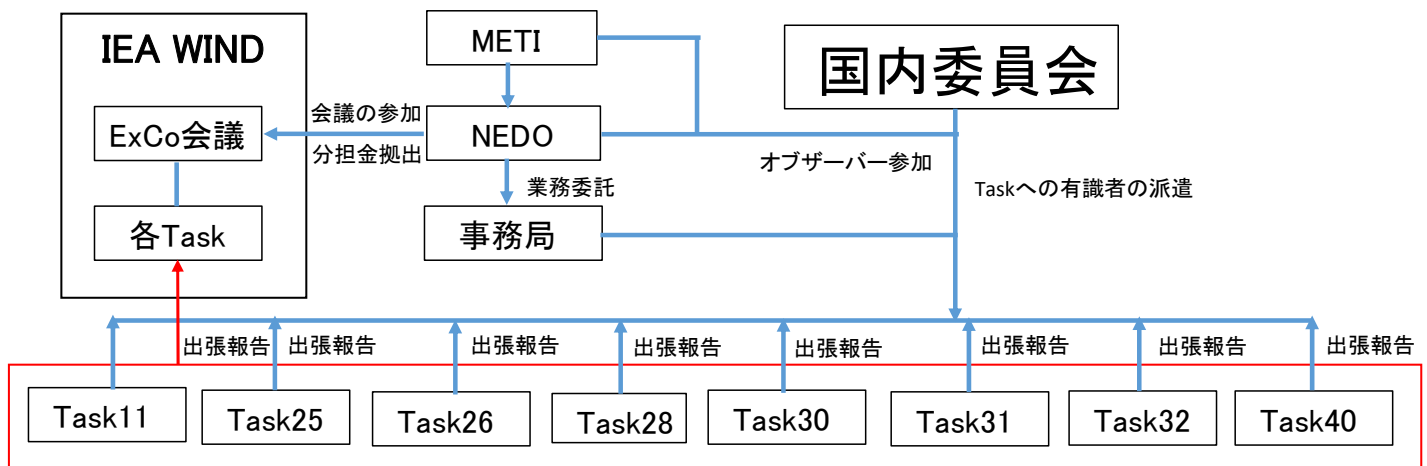 IEA WIND
METI
国内委員会
ExCo会議
会議の参加
分担金拠出
NEDO
オブザーバー参加
業務委託
Taskへの有識者の派遣
各Task
事務局
出張報告
出張報告
出張報告
出張報告
出張報告
出張報告
出張報告
出張報告
Task11
Task25
Task26
Task28
Task30
Task31
Task32
Task40